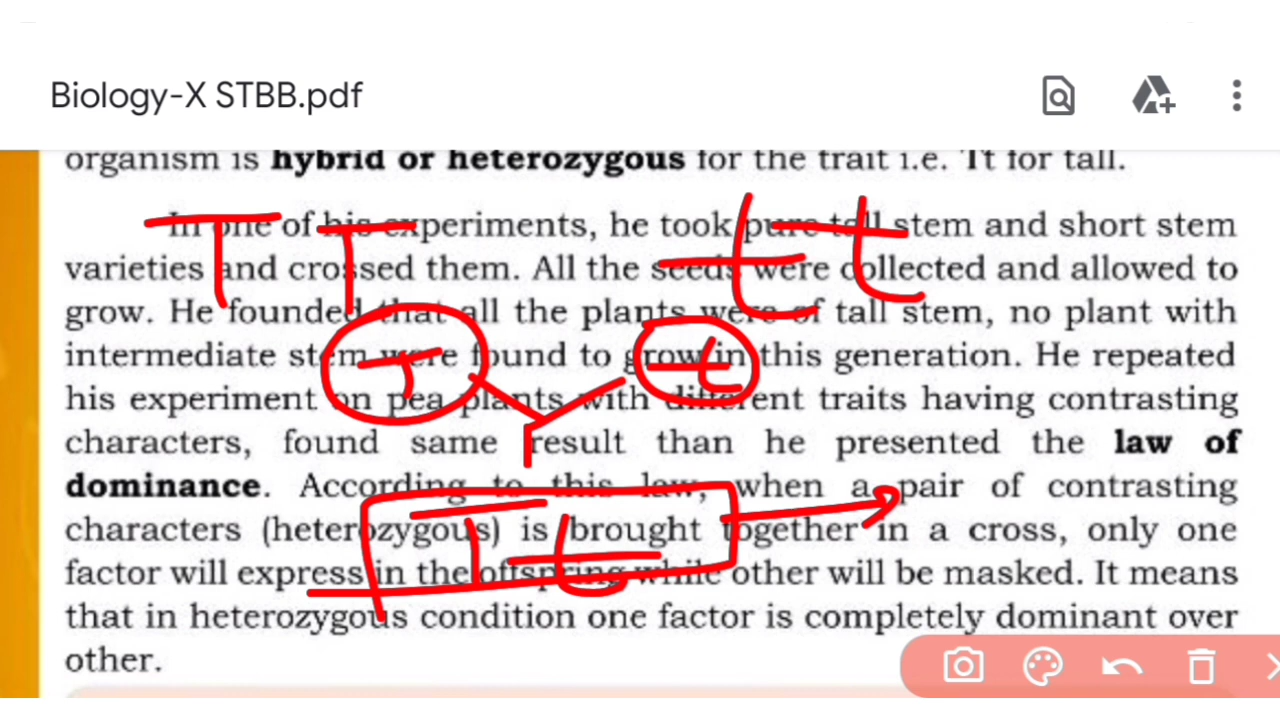 Biology-X STBB.pdf
organism is hybrid or heterozygous for the trait i.e. Tt for tall.
In one of his experiments, he took pure tall stem and short stem
varieties and crossed them. All the seeds were collected and allowed to
grow. He founded that all the plants were of tall stem, no plant with
intermediate stem were found to grow in this generation. He repeated
his experiment on pea plants with different traits having contrasting
characters, found same result than he presented the law of
dominance. According to this law, when a pair of contrasting
characters (heterozygous) is brought together in a cross, only one
factor will express in the offspring while other will be masked. It means
that in heterozygous condition one factor is completely dominant over
other.
T T t t
T t
T t